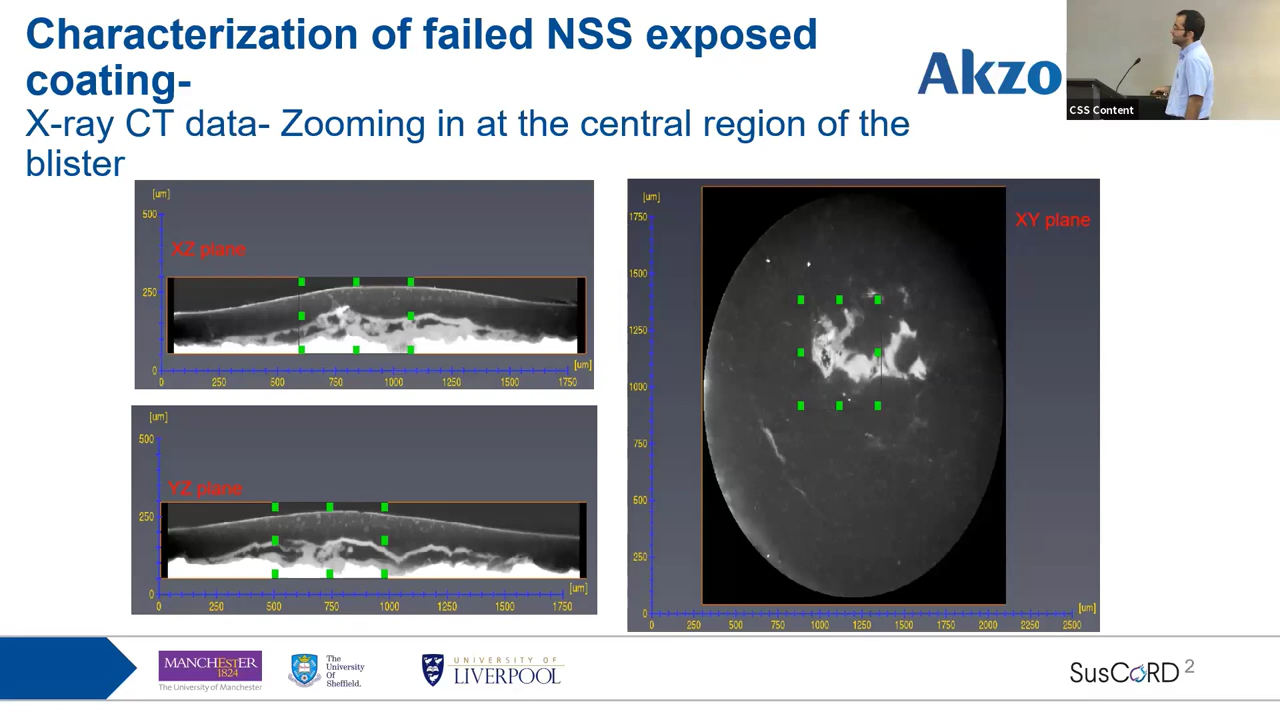 Characterization of failed NSS exposed
coating-
X-ray CT data- Zooming in at the central region of the
blister
Akzo
CSS Content
[um]
500
XZ plane
250
0
[um]
0 250 500 750 1000 1250 1500 1750
[um]
500
YZ plane
250
0
[um]
0 250 500 750 1000 1250 1500 1750
[um]
XY plane
1750
1500
1250
1000
750
500
250
0
[um]
0 250 500 750 1000 1250 1500 1750 2000 2250 2500
MANCHESTER
1824
The University of Manchester
The
University
Of
Sheffield.
UNIVERSITY OF
LIVERPOOL
SusCoRD 2